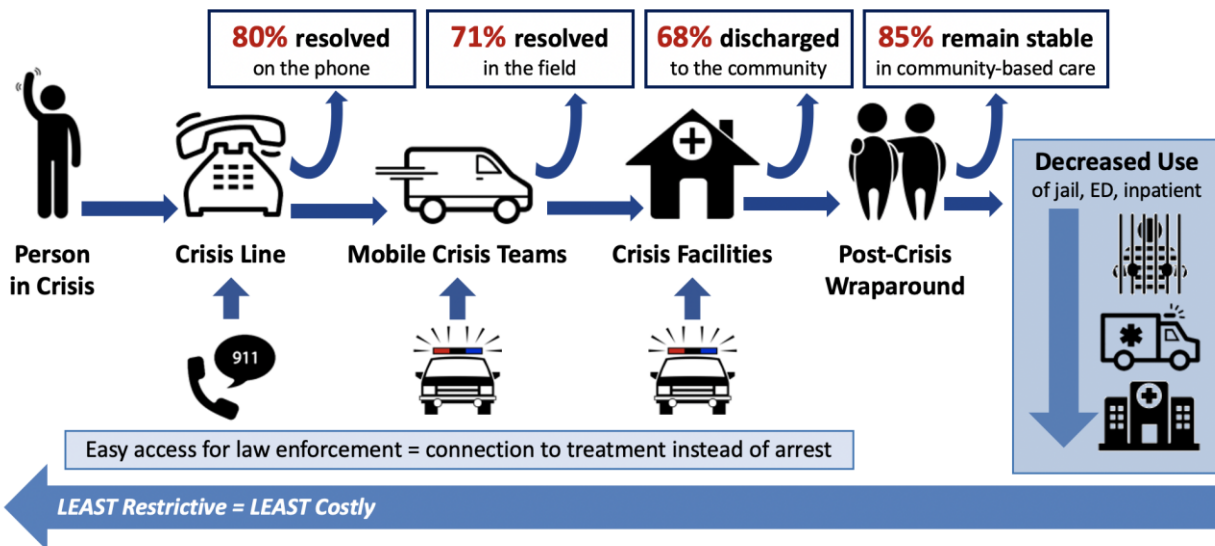 80% resolved
on the phone
71% resolved
in the field
68% discharged
to the community
85% remain stable
in community-based care
Person
in Crisis
Crisis Line
Mobile Crisis Teams
Crisis Facilities
Post-Crisis
Wraparound
Decreased Use
of jail, ED, inpatient
911
Easy access for law enforcement = connection to treatment instead of arrest
LEAST Restrictive = LEAST Costly